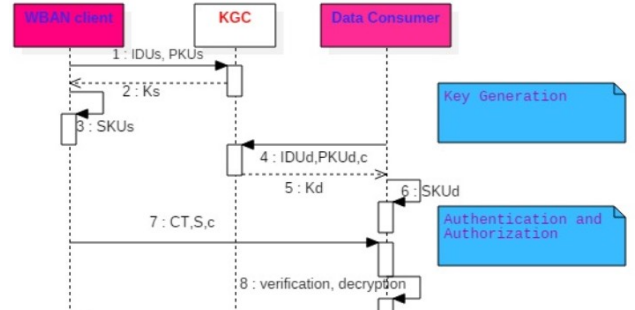 WBAN client
KGC
Data Consumer
1 : IDUs, PKUs
2 : Ks
3 : SKUs
Key Generation
4 : IDUd,PKUd,c
5 : Kd
6 : SKUd
7 : CT,S,c
Authentication and
Authorization
8 : verification, decryption